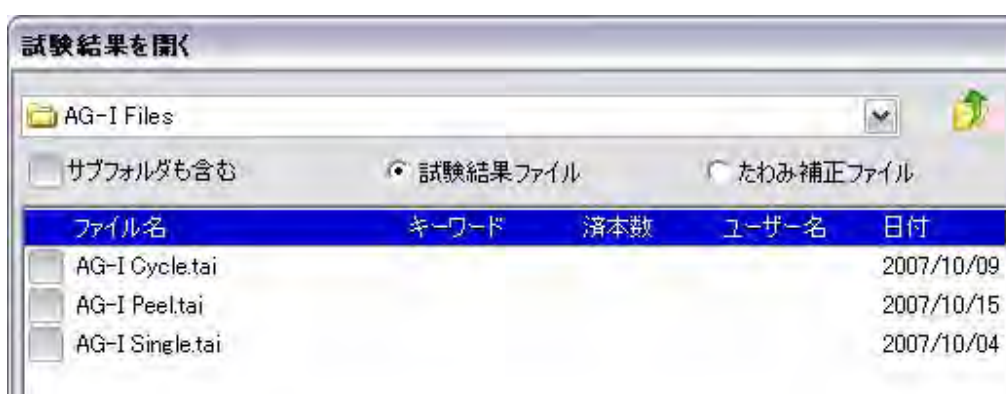 試験結果を開く
AG-I Files
サブフォルダも含む 試験結果ファイル たわみ補正ファイル
ファイル名 キーワード 済本数 ユーザー名 日付
AG-I Cycle.tai 2007/10/09
AG-I Peel.tai 2007/10/15
AG-I Single.tai 2007/10/04